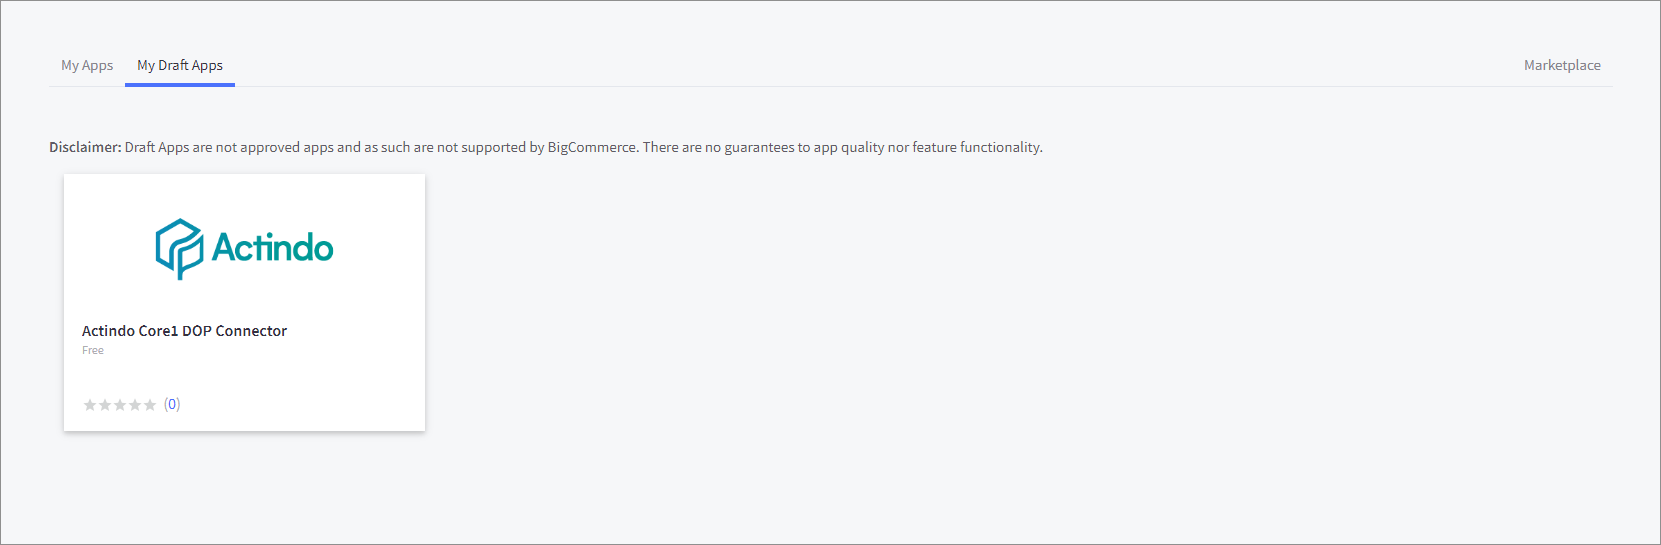 My Apps My Draft Apps Marketplace
Disclaimer: Draft Apps are not approved apps and as such are not supported by BigCommerce. There are no guarantees to app quality nor feature functionality.
Actindo
Actindo Core1 DOP Connector
Free
(0)